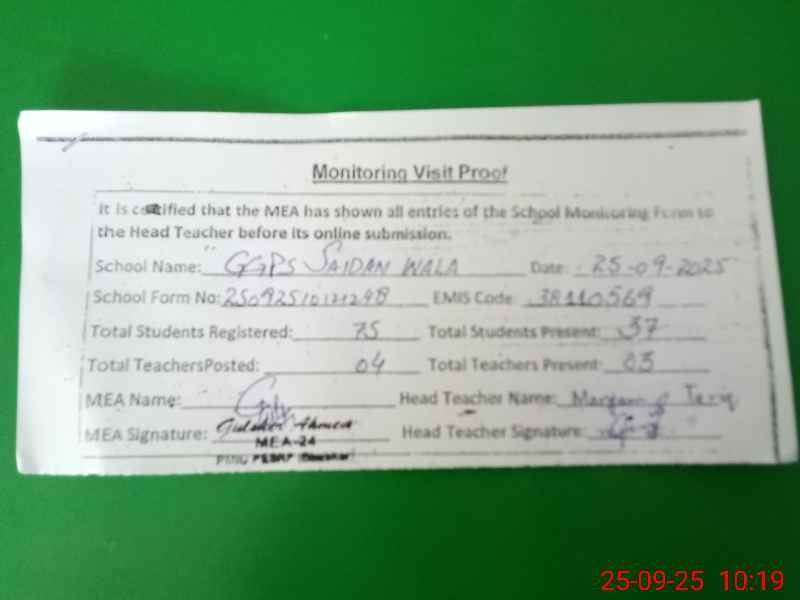 Monitoring Visit Proof
It is certified that the MEA has shown all entries of the School Monitoring Form to
the Head Teacher before its online submission.
School Name: GGPS SAIDAN WALA Date: 25-09-2025
School Form No: EMIS Code: 38110569
Total Students Registered: 75 Total Students Present: 37
Total TeachersPosted: 04 Total Teachers Present: 03
MEA Name: Head Teacher Name:
MEA Signature: Ahmed Head Teacher Signature:
MEA-24
25-09-25 10:19